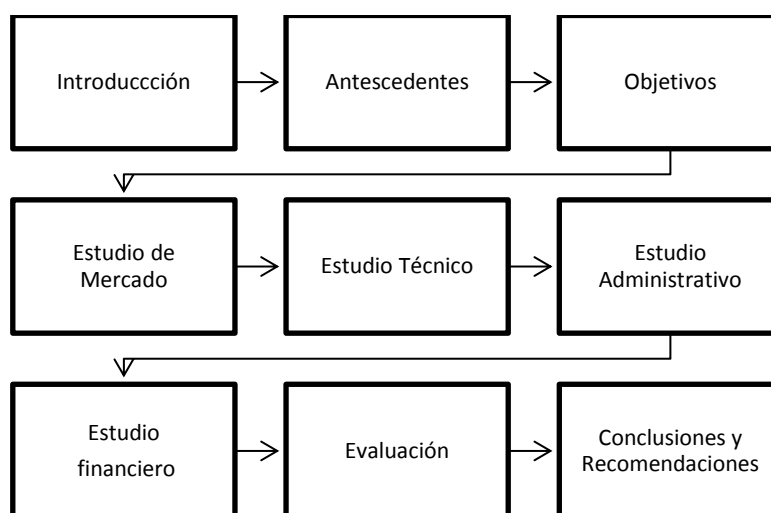 Introduccción
Antescedentes
Objetivos
Estudio de
Mercado
Estudio Técnico
Estudio
Administrativo
Estudio
financiero
Evaluación
Conclusiones y
Recomendaciones